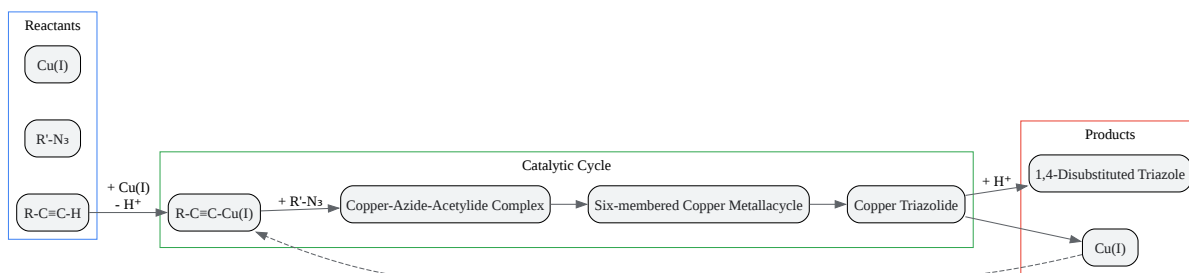 Reactants
Cu(I)
R'-N₃
R-C≡C-H
+ Cu(I)
- H⁺
Catalytic Cycle
R-C≡C-Cu(I)
+ R'-N₃
Copper-Azide-Acetylide Complex
Six-membered Copper Metallacycle
Copper Triazolide
+ H⁺
Products
1,4-Disubstituted Triazole
Cu(I)